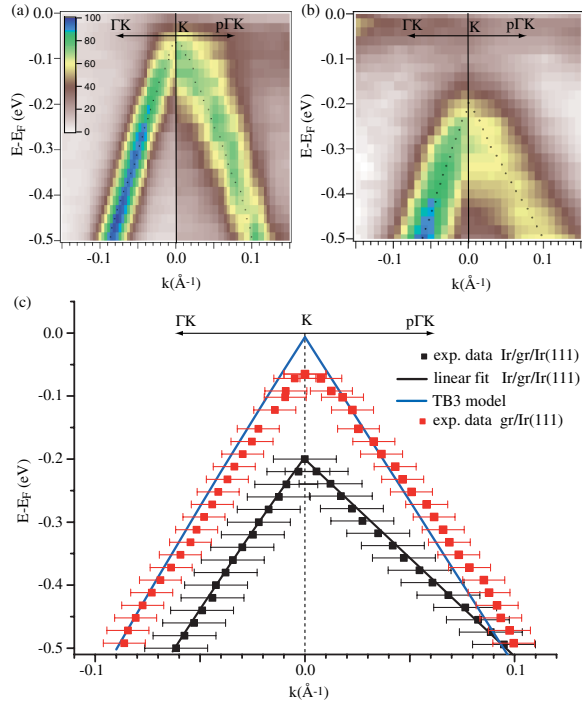 (a)
ΓK
K
pΓK
100
80
60
40
20
0
0.0
-0.1
-0.2
-0.3
-0.4
-0.5
E-EF (eV)
-0.1
0.0
0.1
k(Å-1)
(b)
ΓK
K
pΓK
0.0
-0.1
-0.2
-0.3
-0.4
-0.5
E-EF (eV)
-0.1
0.0
0.1
k(Å-1)
(c)
ΓK
K
pΓK
exp. data Ir/gr/Ir(111)
linear fit Ir/gr/Ir(111)
TB3 model
exp. data gr/Ir(111)
0.0
-0.1
-0.2
-0.3
-0.4
-0.5
E-EF (eV)
-0.1
0.0
0.1
k(Å-1)